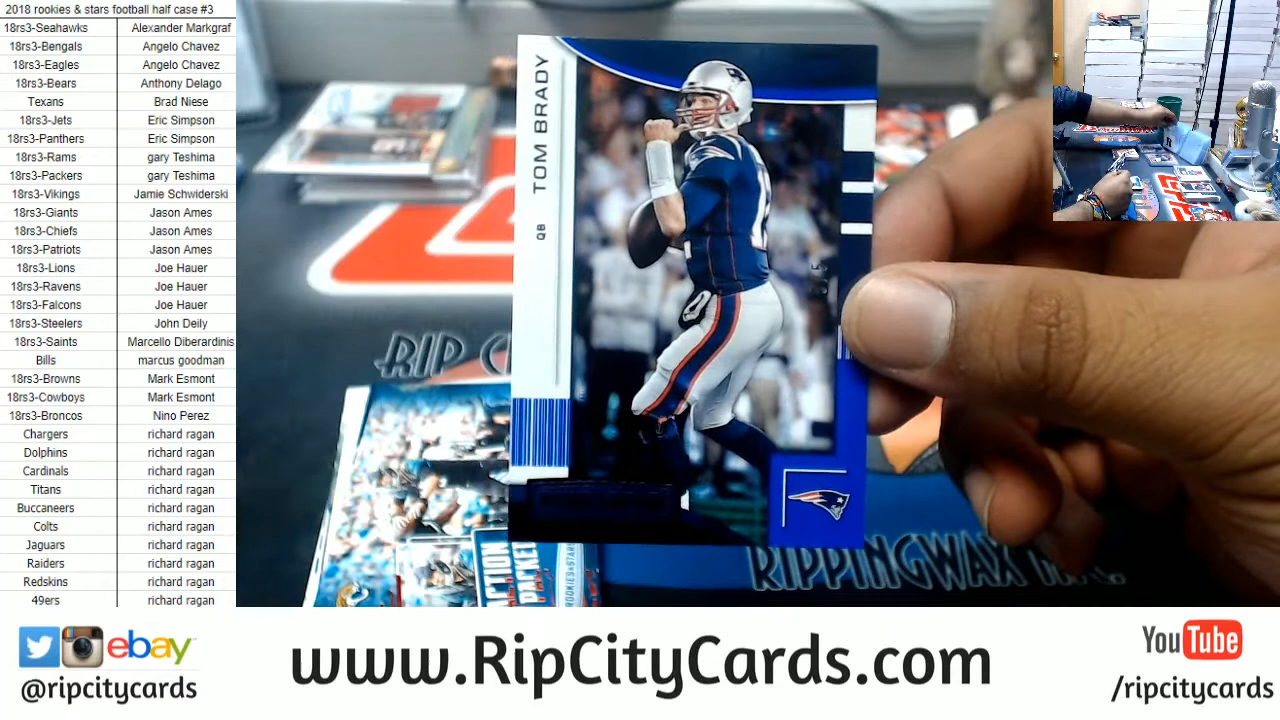 2018 rookies & stars football half case #3
18rs3-Seahawks Alexander Markgraf
18rs3-Bengals Angelo Chavez
18rs3-Eagles Angelo Chavez
18rs3-Bears Anthony Delago
Texans Brad Niese
18rs3-Jets Eric Simpson
18rs3-Panthers Eric Simpson
18rs3-Rams gary Teshima
18rs3-Packers gary Teshima
18rs3-Vikings Jamie Schwiderski
18rs3-Giants Jason Ames
18rs3-Chiefs Jason Ames
18rs3-Patriots Jason Ames
18rs3-Lions Joe Hauer
18rs3-Ravens Joe Hauer
18rs3-Falcons Joe Hauer
18rs3-Steelers John Deily
18rs3-Saints Marcello Diberardinis
Bills marcus goodman
18rs3-Browns Mark Esmont
18rs3-Cowboys Mark Esmont
18rs3-Broncos Nino Perez
Chargers richard ragan
Dolphins richard ragan
Cardinals richard ragan
Titans richard ragan
Buccaneers richard ragan
Colts richard ragan
Jaguars richard ragan
Raiders richard ragan
Redskins richard ragan
49ers richard ragan
TOM BRADY
QB
RIP
ACTION
PACKED
ROOKIES&STARS
RIPPINGWAX
ebay
@ripcitycards
www.RipCityCards.com
YouTube
/ripcitycards